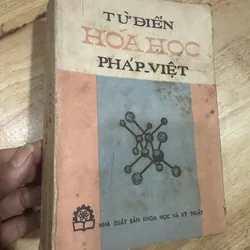 TỪ ĐIỂN
HÓA HỌC
PHÁP-VIỆT
NHÀ XUẤT BẢN KHOA HỌC VÀ KỸ THUẬT